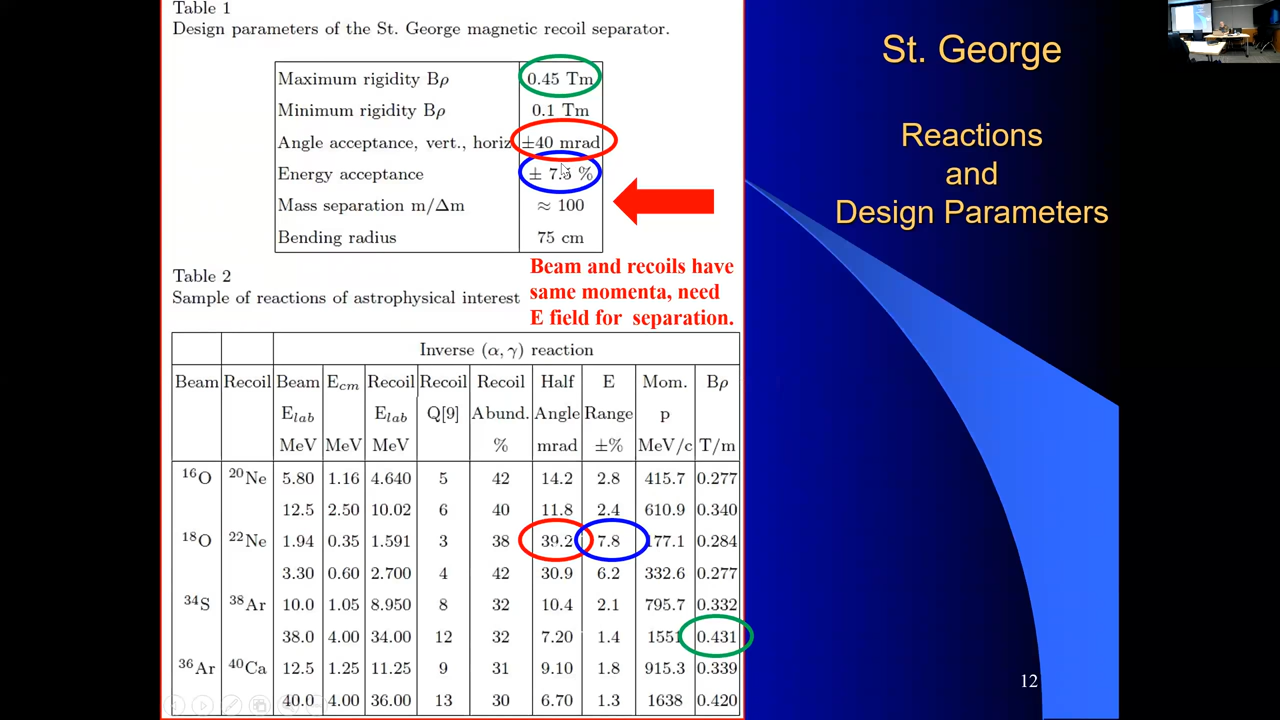 Table 1
Design parameters of the St. George magnetic recoil separator.
Maximum rigidity Bρ 0.45 Tm
Minimum rigidity Bρ 0.1 Tm
Angle acceptance, vert., horiz ±40 mrad
Energy acceptance ± 7.5 %
Mass separation m/Δm ≈ 100
Bending radius 75 cm
Table 2
Sample of reactions of astrophysical interest
Beam and recoils have
same momenta, need
E field for separation.
Inverse (α, γ) reaction
Beam Recoil Beam E_cm Recoil Recoil Recoil Half E Mom. Bρ
E_lab E_lab Q[9] Abund. Angle Range p
MeV MeV MeV % mrad ±% MeV/c T/m
¹⁶O ²⁰Ne 5.80 1.16 4.640 5 42 14.2 2.8 415.7 0.277
12.5 2.50 10.02 6 40 11.8 2.4 610.9 0.340
¹⁸O ²²Ne 1.94 0.35 1.591 3 38 39.2 7.8 177.1 0.284
3.30 0.60 2.700 4 42 30.9 6.2 332.6 0.277
³⁴S ³⁸Ar 10.0 1.05 8.950 8 32 10.4 2.1 795.7 0.332
38.0 4.00 34.00 12 32 7.20 1.4 1551 0.431
³⁶Ar ⁴⁰Ca 12.5 1.25 11.25 9 31 9.10 1.8 915.3 0.339
40.0 4.00 36.00 13 30 6.70 1.3 1638 0.420
St. George
Reactions
and
Design Parameters
12